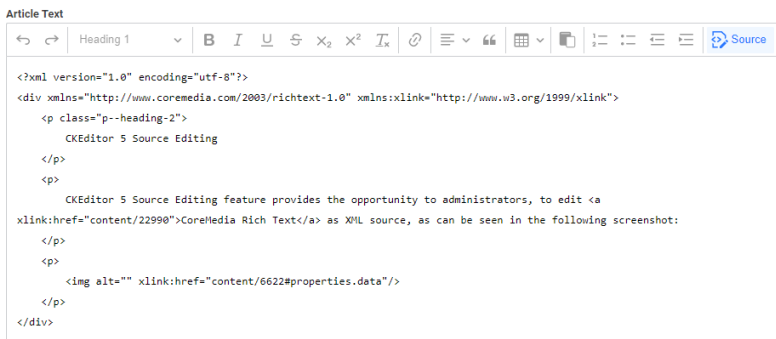 Article Text
Heading 1 B I U S X₂ X² Tₓ Source
<?xml version="1.0" encoding="utf-8"?>
<div xmlns="http://www.coremedia.com/2003/richtext-1.0" xmlns:xlink="http://www.w3.org/1999/xlink">
<p class="p--heading-2">
CKEditor 5 Source Editing
</p>
<p>
CKEditor 5 Source Editing feature provides the opportunity to administrators, to edit <a
xlink:href="content/22990">CoreMedia Rich Text</a> as XML source, as can be seen in the following screenshot:
</p>
<p>
<img alt="" xlink:href="content/6622#properties.data"/>
</p>
</div>